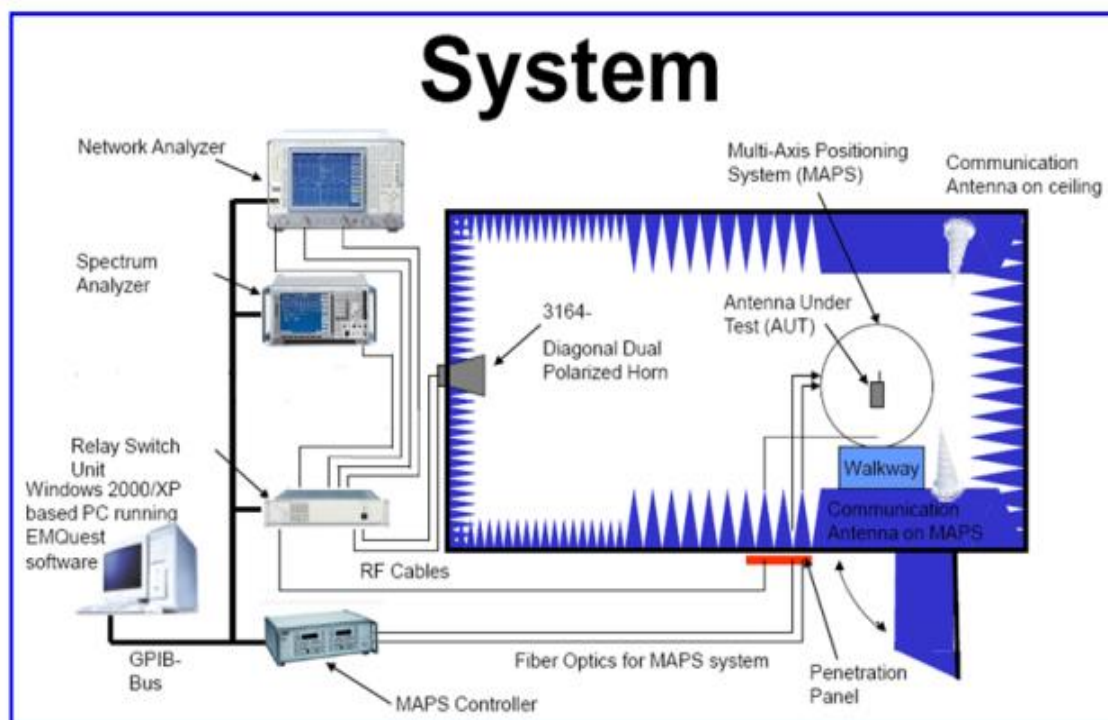 System
Network Analyzer
Multi-Axis Positioning
System (MAPS)
Communication
Antenna on ceiling
Spectrum
Analyzer
3164-
Diagonal Dual
Polarized Horn
Antenna Under
Test (AUT)
Relay Switch
Unit
Windows 2000/XP
based PC running
EMQuest
software
Walkway
Communication
Antenna on MAPS
RF Cables
GPIB-
Bus
MAPS Controller
Fiber Optics for MAPS system
Penetration
Panel